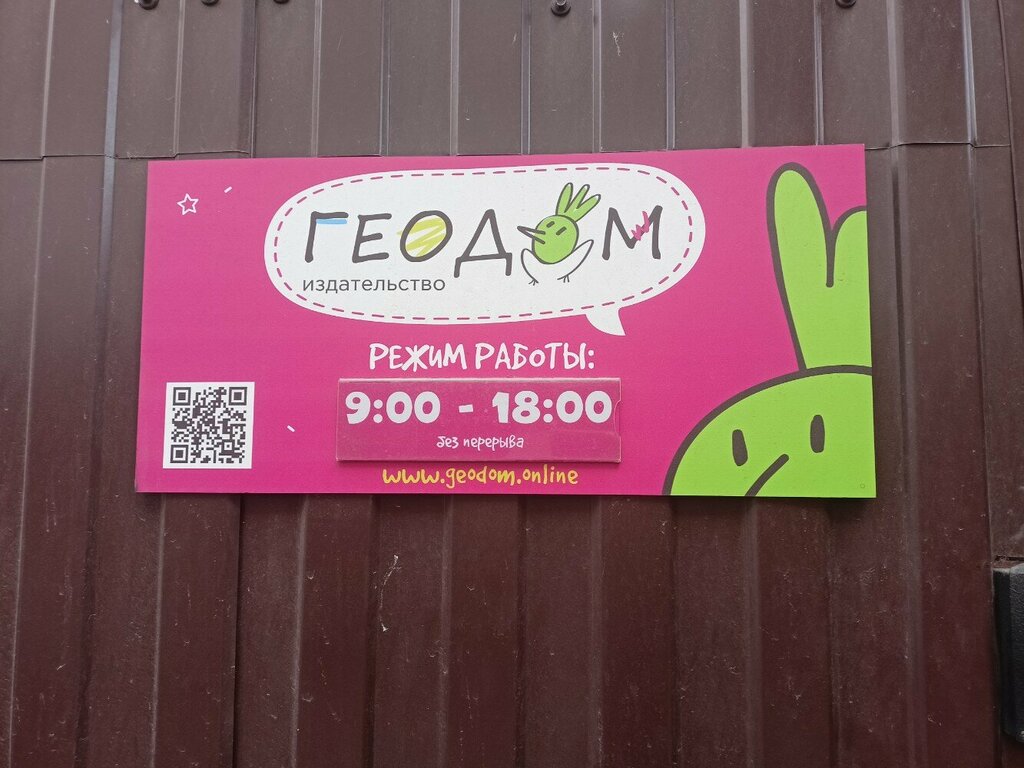 ГЕОДОМ
издательство
РЕЖИМ РАБОТЫ:
9:00 - 18:00
без перерыва
www.geodom.online